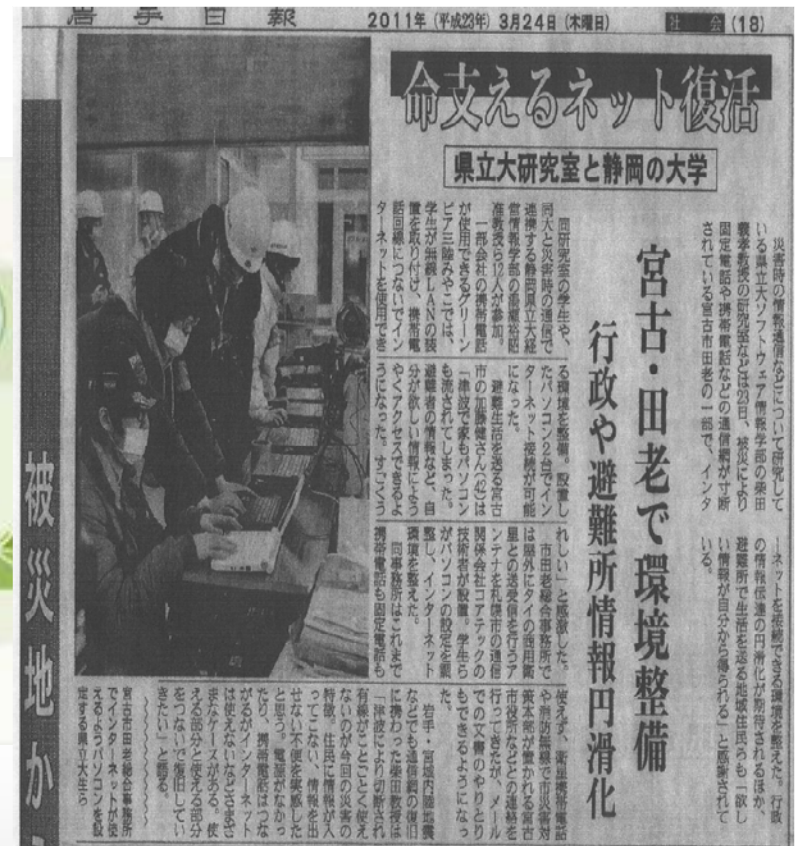 岩手日報
2011年(平成23年)3月24日(木曜日)
社会(18)
命支えるネット復活
県立大研究室と静岡の大学
宮古・田老で環境整備
行政や避難所情報円滑化
災害時の情報通信などについて研究して
いる県立大ソフトウェア情報学部の柴田
義孝教授の研究室などは23日、被災により
固定電話や携帯電話などの通信網が寸断
されている宮古市田老の一部で、インタ
ーネットを接続できる環境を整えた。行政
の情報伝達の円滑化が期待されるほか、
避難所で生活を送る地域住民らも「欲し
い情報が自分から得られる」と感謝されて
いる。
同研究室の学生や、
同大と災害時の通信で
連携する静岡県立大経
営情報学部の湯瀬裕昭
准教授ら12人が参加。
一部会社の携帯電話
が使用できるグリーン
ピア三陸みやこでは、
学生が無線LANの装
置を取り付け、携帯電
話回線につないでイン
ターネットを使用でき
る環境を整備。設置し
たパソコン2台でイン
ターネット接続が可能
になった。
避難生活を送る宮古
市の加藤健さん(42)は
「津波で家もパソコン
も流されてしまった。
避難者の情報など、自
分が欲しい情報によう
やくアクセスできるよ
うになった。すごくう
れしい」と感激した。
市田老総合事務所で
は屋外にタイの商用衛
星との送受信を行うア
ンテナを札幌市の通信
関係会社コアテックの
技術者が設置。学生ら
がパソコンの設定を調
整し、インターネット
環境を整えた。
同事務所はこれまで
携帯電話も固定電話も
使えず、衛星携帯電話
や消防無線で市災害対
策本部が置かれる宮古
市役所などとの連絡を
行ってきたが、メール
での文書のやりとり
もできるようになっ
た。
岩手・宮城内陸地震
などでも通信網の復旧
に携わった柴田教授は
「津波により切断され
有線がことごとく使え
ないのが今回の災害の
特徴。住民に情報が入
ってこない、情報を出
せない不便を実感した
と思う。電話がなかっ
たり、携帯電話はつな
がるがインターネット
は使えないなどさまざ
まなケースがある。使
える部分と使える部分
をつないで復旧してい
きたい」と語る。
宮古市田老総合事務所
でインターネットが使
えるようパソコンを設
定する県立大生ら
被災地から